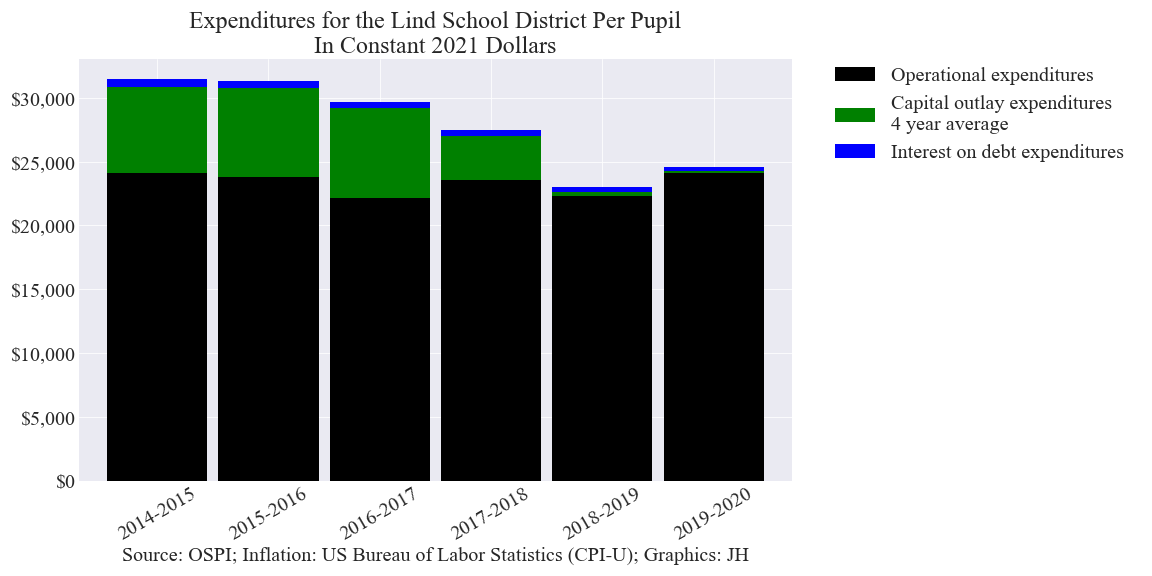 Expenditures for the Lind School District Per Pupil
In Constant 2021 Dollars
Operational expenditures
Capital outlay expenditures
4 year average
Interest on debt expenditures
$30,000
$25,000
$20,000
$15,000
$10,000
$5,000
$0
2014-2015
2015-2016
2016-2017
2017-2018
2018-2019
2019-2020
Source: OSPI; Inflation: US Bureau of Labor Statistics (CPI-U); Graphics: JH